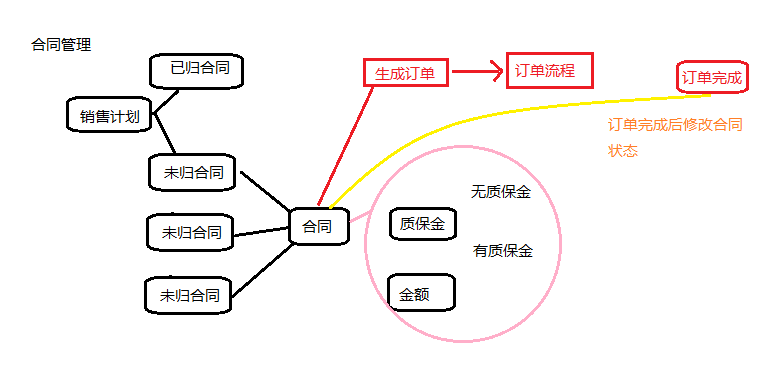 合同管理
已归合同
生成订单
订单流程
订单完成
销售计划
订单完成后修改合同
状态
未归合同
无质保金
未归合同
合同
质保金
有质保金
未归合同
金额